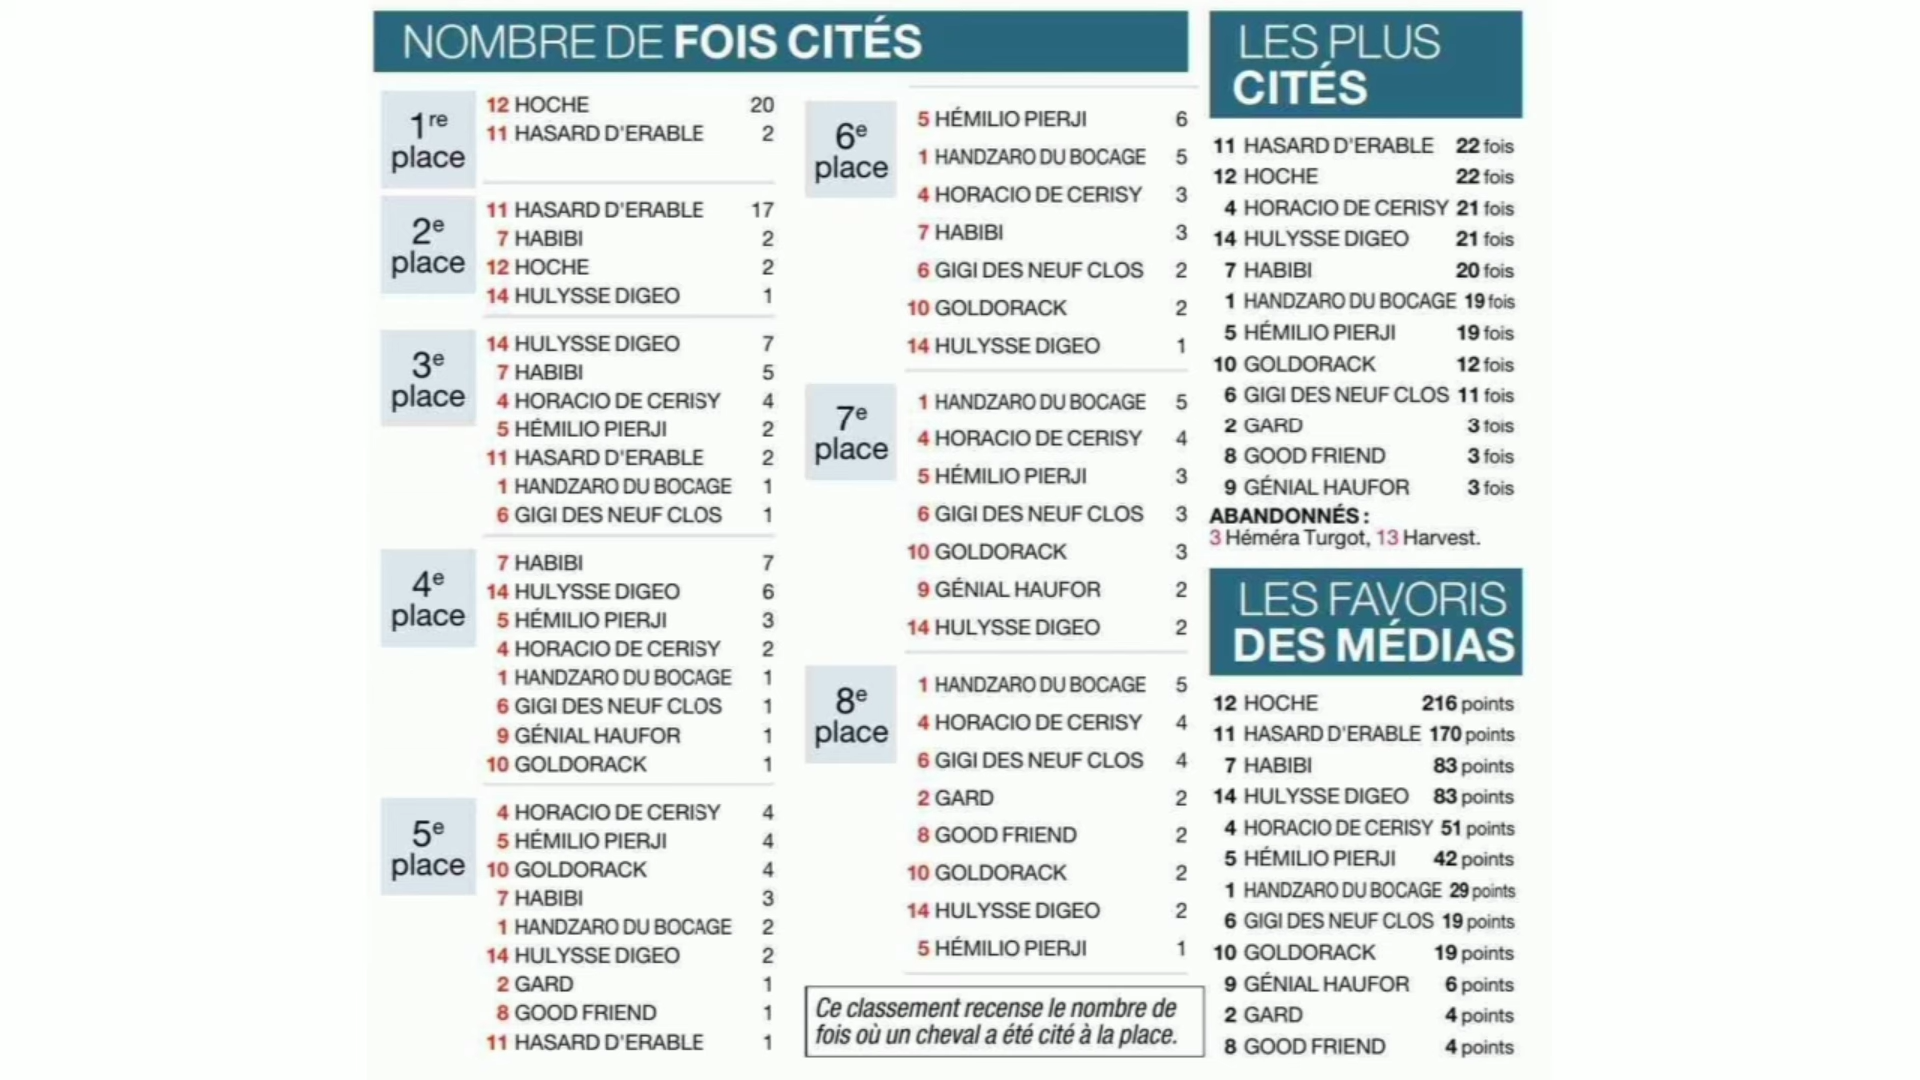 NOMBRE DE FOIS CITÉS
1re place
12 HOCHE 20
11 HASARD D'ERABLE 2
2e place
11 HASARD D'ERABLE 17
7 HABIBI 2
12 HOCHE 2
14 HULYSSE DIGEO 1
3e place
14 HULYSSE DIGEO 7
7 HABIBI 5
4 HORACIO DE CERISY 4
5 HÉMILIO PIERJI 2
11 HASARD D'ERABLE 2
1 HANDZARO DU BOCAGE 1
6 GIGI DES NEUF CLOS 1
4e place
7 HABIBI 7
14 HULYSSE DIGEO 6
5 HÉMILIO PIERJI 3
4 HORACIO DE CERISY 2
1 HANDZARO DU BOCAGE 1
6 GIGI DES NEUF CLOS 1
9 GÉNIAL HAUFOR 1
10 GOLDORACK 1
5e place
4 HORACIO DE CERISY 4
5 HÉMILIO PIERJI 4
10 GOLDORACK 4
7 HABIBI 3
1 HANDZARO DU BOCAGE 2
14 HULYSSE DIGEO 2
2 GARD 1
8 GOOD FRIEND 1
11 HASARD D'ERABLE 1
6e place
5 HÉMILIO PIERJI 6
1 HANDZARO DU BOCAGE 5
4 HORACIO DE CERISY 3
7 HABIBI 3
6 GIGI DES NEUF CLOS 2
10 GOLDORACK 2
14 HULYSSE DIGEO 1
7e place
1 HANDZARO DU BOCAGE 5
4 HORACIO DE CERISY 4
5 HÉMILIO PIERJI 3
6 GIGI DES NEUF CLOS 3
10 GOLDORACK 3
9 GÉNIAL HAUFOR 2
14 HULYSSE DIGEO 2
8e place
1 HANDZARO DU BOCAGE 5
4 HORACIO DE CERISY 4
6 GIGI DES NEUF CLOS 4
2 GARD 2
8 GOOD FRIEND 2
10 GOLDORACK 2
14 HULYSSE DIGEO 2
5 HÉMILIO PIERJI 1
Ce classement recense le nombre de
fois où un cheval a été cité à la place.
LES PLUS
CITÉS
11 HASARD D'ERABLE 22 fois
12 HOCHE 22 fois
4 HORACIO DE CERISY 21 fois
14 HULYSSE DIGEO 21 fois
7 HABIBI 20 fois
1 HANDZARO DU BOCAGE 19 fois
5 HÉMILIO PIERJI 19 fois
10 GOLDORACK 12 fois
6 GIGI DES NEUF CLOS 11 fois
2 GARD 3 fois
8 GOOD FRIEND 3 fois
9 GÉNIAL HAUFOR 3 fois
ABANDONNÉS :
3 Héméra Turgot, 13 Harvest.
LES FAVORIS
DES MÉDIAS
12 HOCHE 216 points
11 HASARD D'ERABLE 170 points
7 HABIBI 83 points
14 HULYSSE DIGEO 83 points
4 HORACIO DE CERISY 51 points
5 HÉMILIO PIERJI 42 points
1 HANDZARO DU BOCAGE 29 points
6 GIGI DES NEUF CLOS 19 points
10 GOLDORACK 19 points
9 GÉNIAL HAUFOR 6 points
2 GARD 4 points
8 GOOD FRIEND 4 points